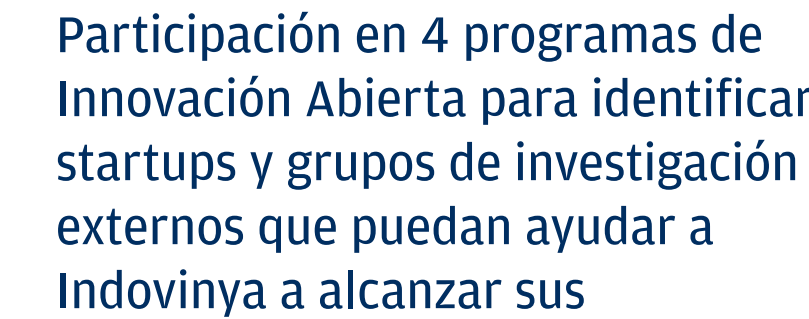 Participación en 4 programas de
Innovación Abierta para identificar
startups y grupos de investigación
externos que puedan ayudar a
Indovinya a alcanzar sus